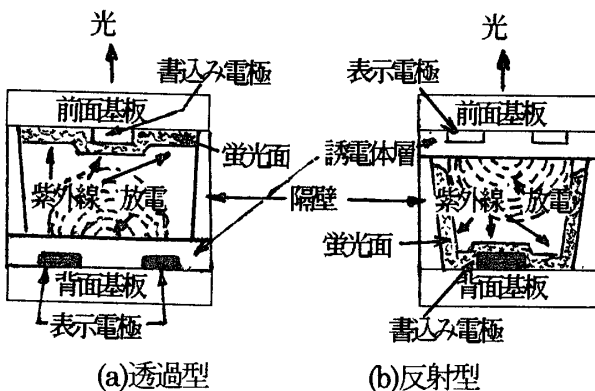 光
書込み電極
前面基板
蛍光面
紫外線
放電
背面基板
表示電極
(a)透過型
誘電体層
隔壁
光
表示電極
前面基板
紫外線
放電
蛍光面
背面基板
書込み電極
(b)反射型